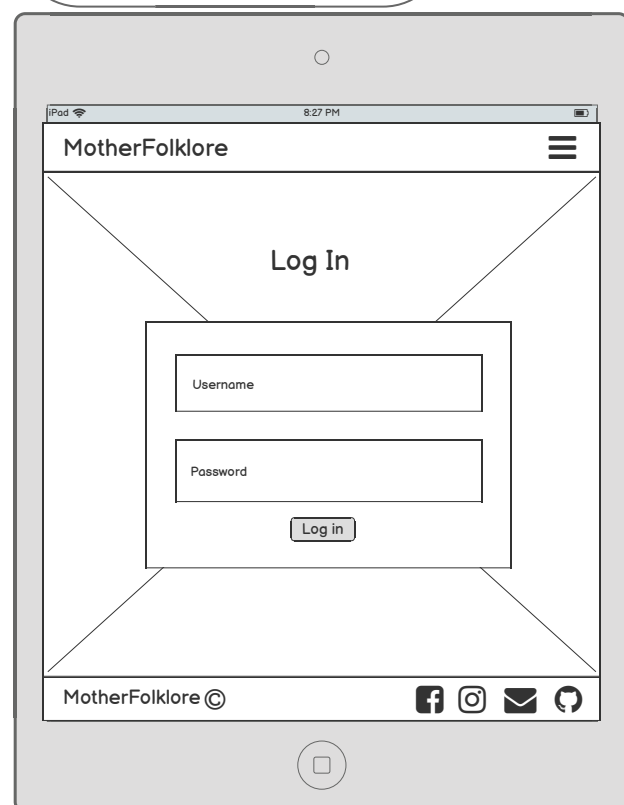 iPad 8:27 PM
MotherFolklore
Log In
Username
Password
Log in
MotherFolklore ©